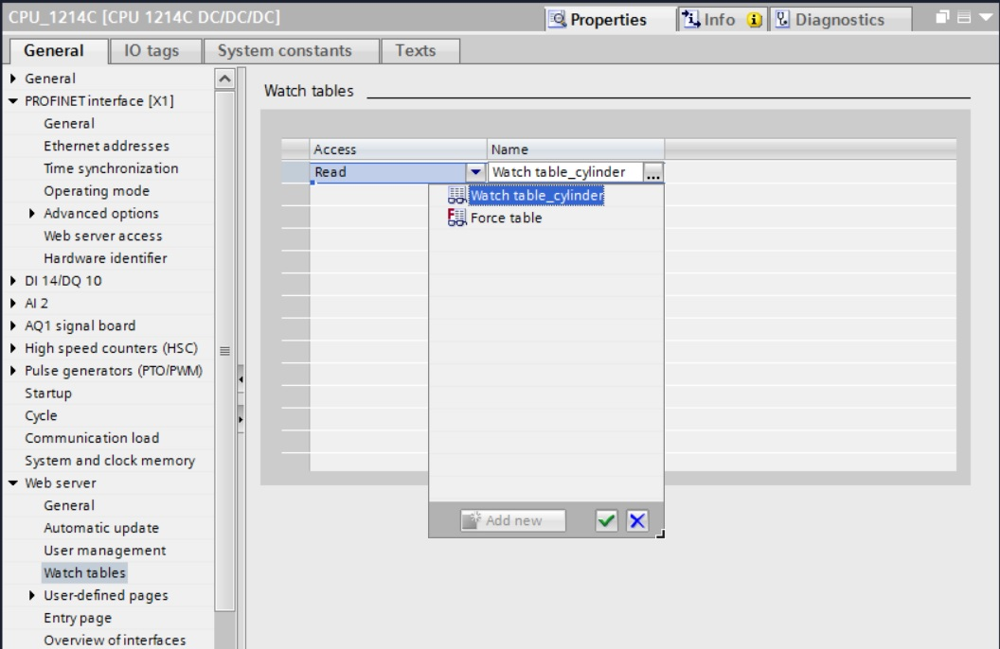 CPU_1214C [CPU 1214C DC/DC/DC]
Properties
Info
Diagnostics
General
IO tags
System constants
Texts
General
PROFINET interface [X1]
General
Ethernet addresses
Time synchronization
Operating mode
Advanced options
Web server access
Hardware identifier
DI 14/DQ 10
AI 2
AQ1 signal board
High speed counters (HSC)
Pulse generators (PTO/PWM)
Startup
Cycle
Communication load
System and clock memory
Web server
General
Automatic update
User management
Watch tables
User-defined pages
Entry page
Overview of interfaces
Watch tables
Access
Name
Read
Watch table_cylinder
...
Watch table_cylinder
Force table
Add new